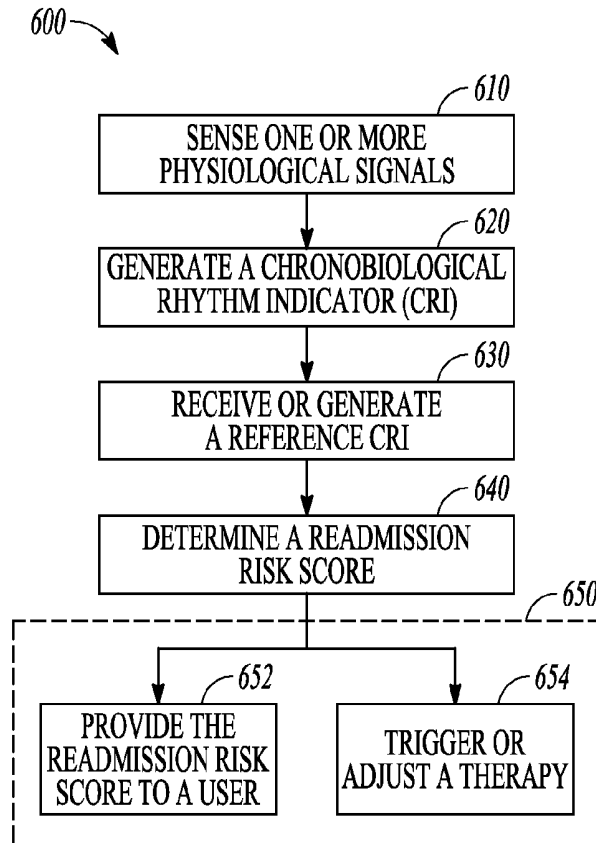 600
610
SENSE ONE OR MORE
PHYSIOLOGICAL SIGNALS
620
GENERATE A CHRONOBIOLOGICAL
RHYTHM INDICATOR (CRI)
630
RECEIVE OR GENERATE
A REFERENCE CRI
640
DETERMINE A READMISSION
RISK SCORE
650
652
PROVIDE THE
READMISSION RISK
SCORE TO A USER
654
TRIGGER OR
ADJUST A THERAPY